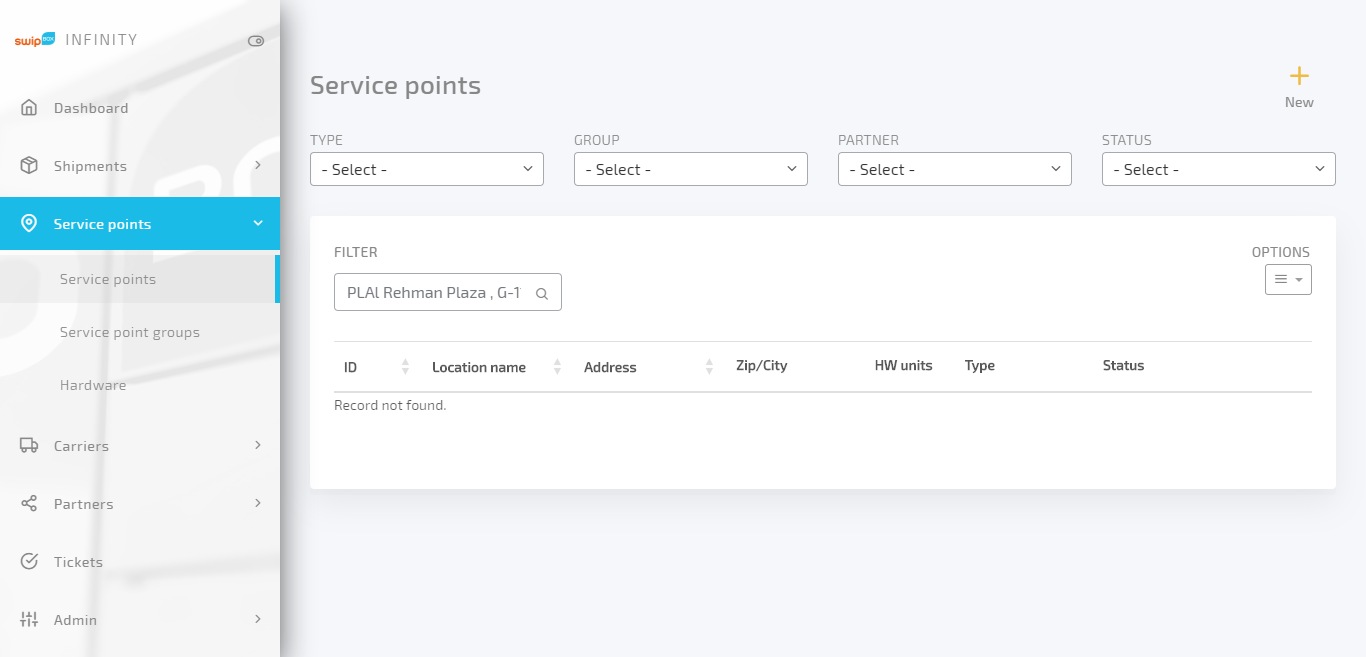 swip BOX INFINITY
Dashboard
Shipments
Service points
Service points
Service point groups
Hardware
Carriers
Partners
Tickets
Admin
Service points
New
TYPE GROUP PARTNER STATUS
- Select - - Select - - Select - - Select -
FILTER OPTIONS
PLAl Rehman Plaza , G-1
ID Location name Address Zip/City HW units Type Status
Record not found.